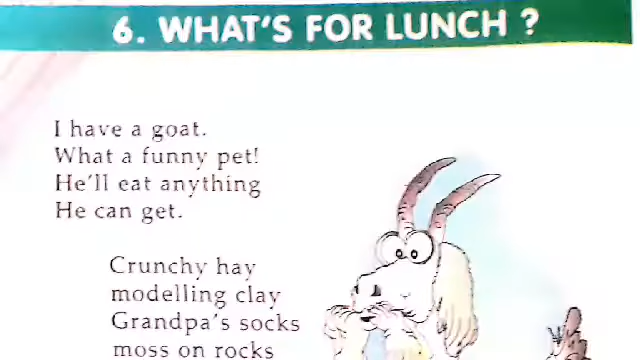 6. WHAT'S FOR LUNCH ?
I have a goat.
What a funny pet!
He'll eat anything
He can get.
Crunchy hay
modelling clay
Grandpa's socks
moss on rocks